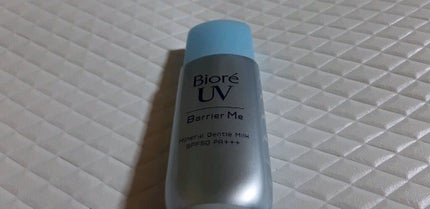 Bioré
UV
Barrier Me
Mineral Gentle Milk
SPF50 PA+++